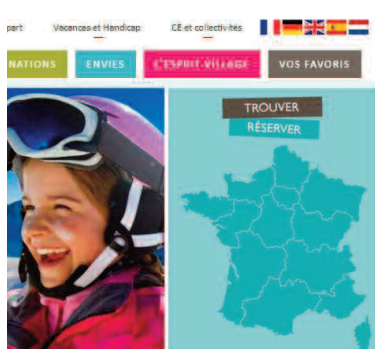 part Vacances et Handicap CE et collectivités
NATIONS ENVIES L'ESPRIT VILLAGE VOS FAVORIS
TROUVER
RÉSERVER